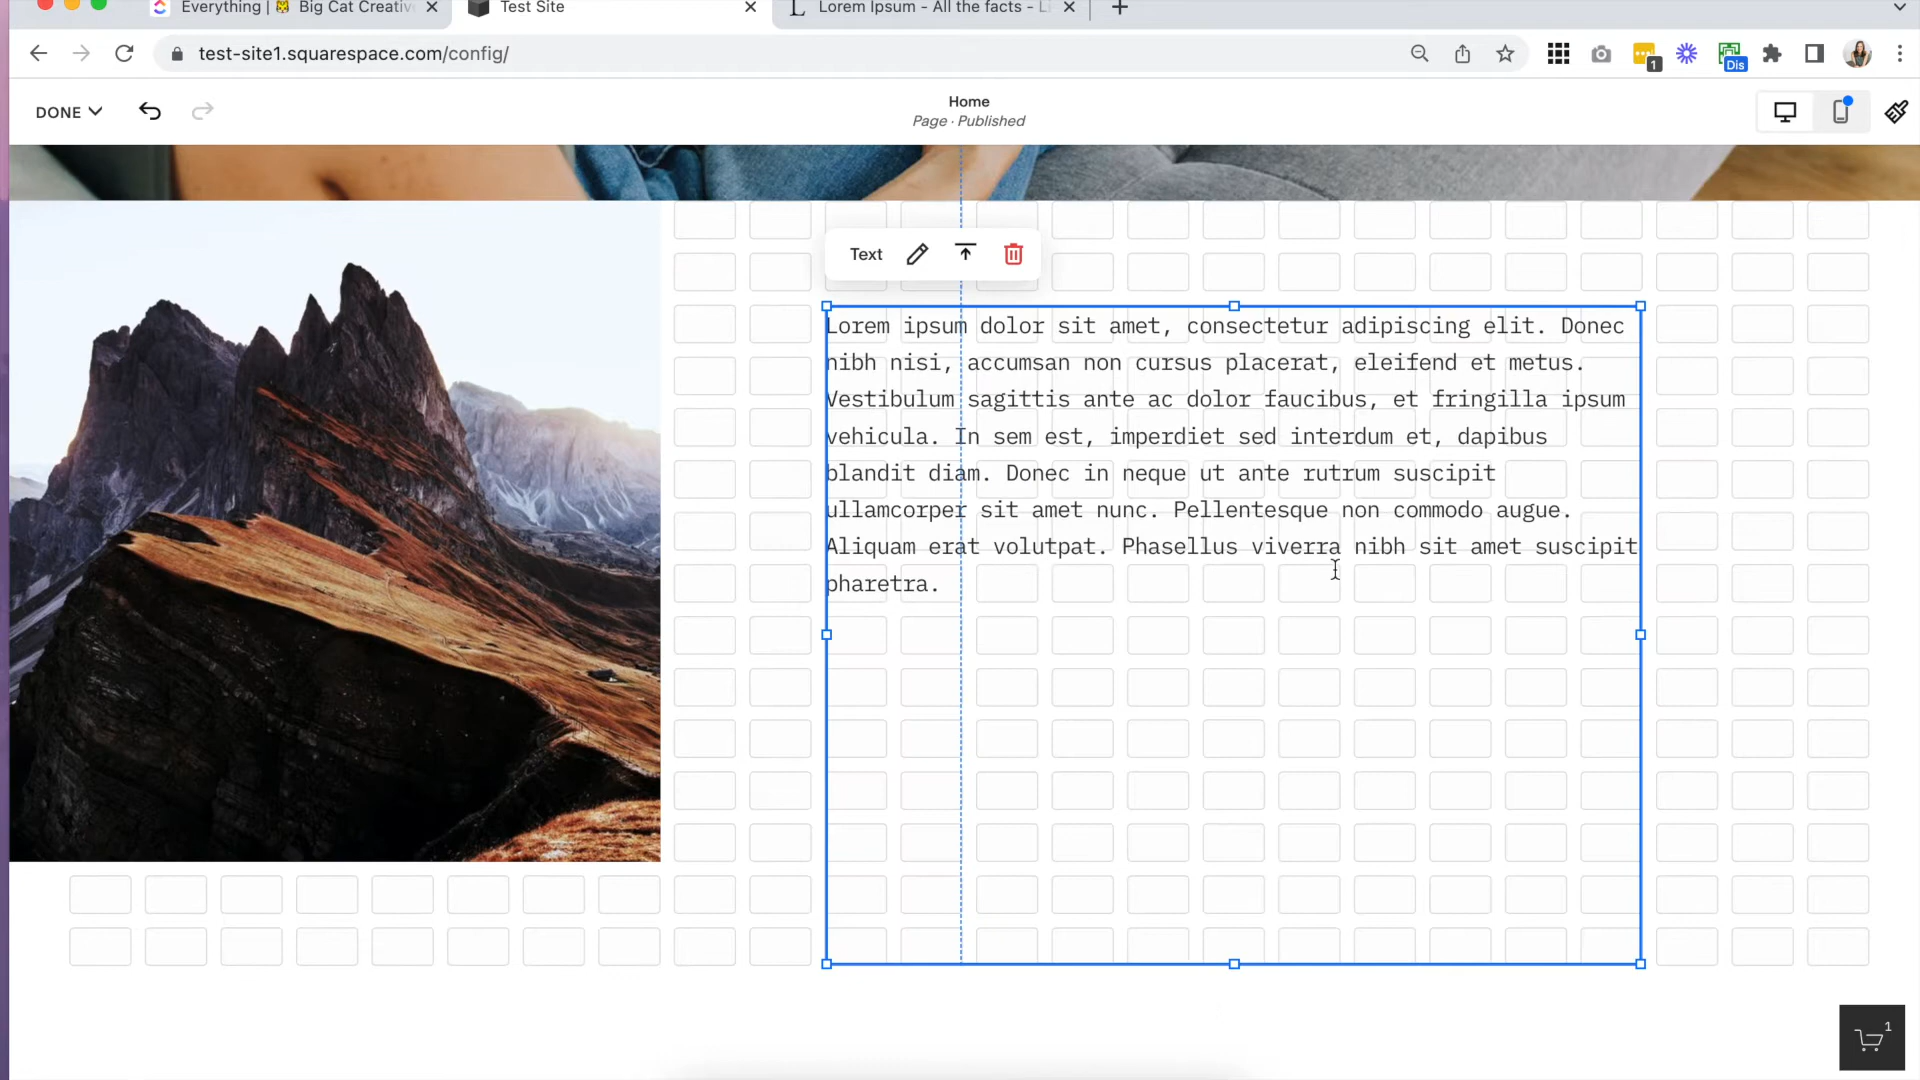 Everything | Big Cat Creativ
Test Site
L Lorem Ipsum - All the facts - Li
test-site1.squarespace.com/config/
1
Dis
DONE
Home
Page · Published
Text
Lorem ipsum dolor sit amet, consectetur adipiscing elit. Donec
nibh nisi, accumsan non cursus placerat, eleifend et metus.
Vestibulum sagittis ante ac dolor faucibus, et fringilla ipsum
vehicula. In sem est, imperdiet sed interdum et, dapibus
blandit diam. Donec in neque ut ante rutrum suscipit
ullamcorper sit amet nunc. Pellentesque non commodo augue.
Aliquam erat volutpat. Phasellus viverra nibh sit amet suscipit
pharetra.
1